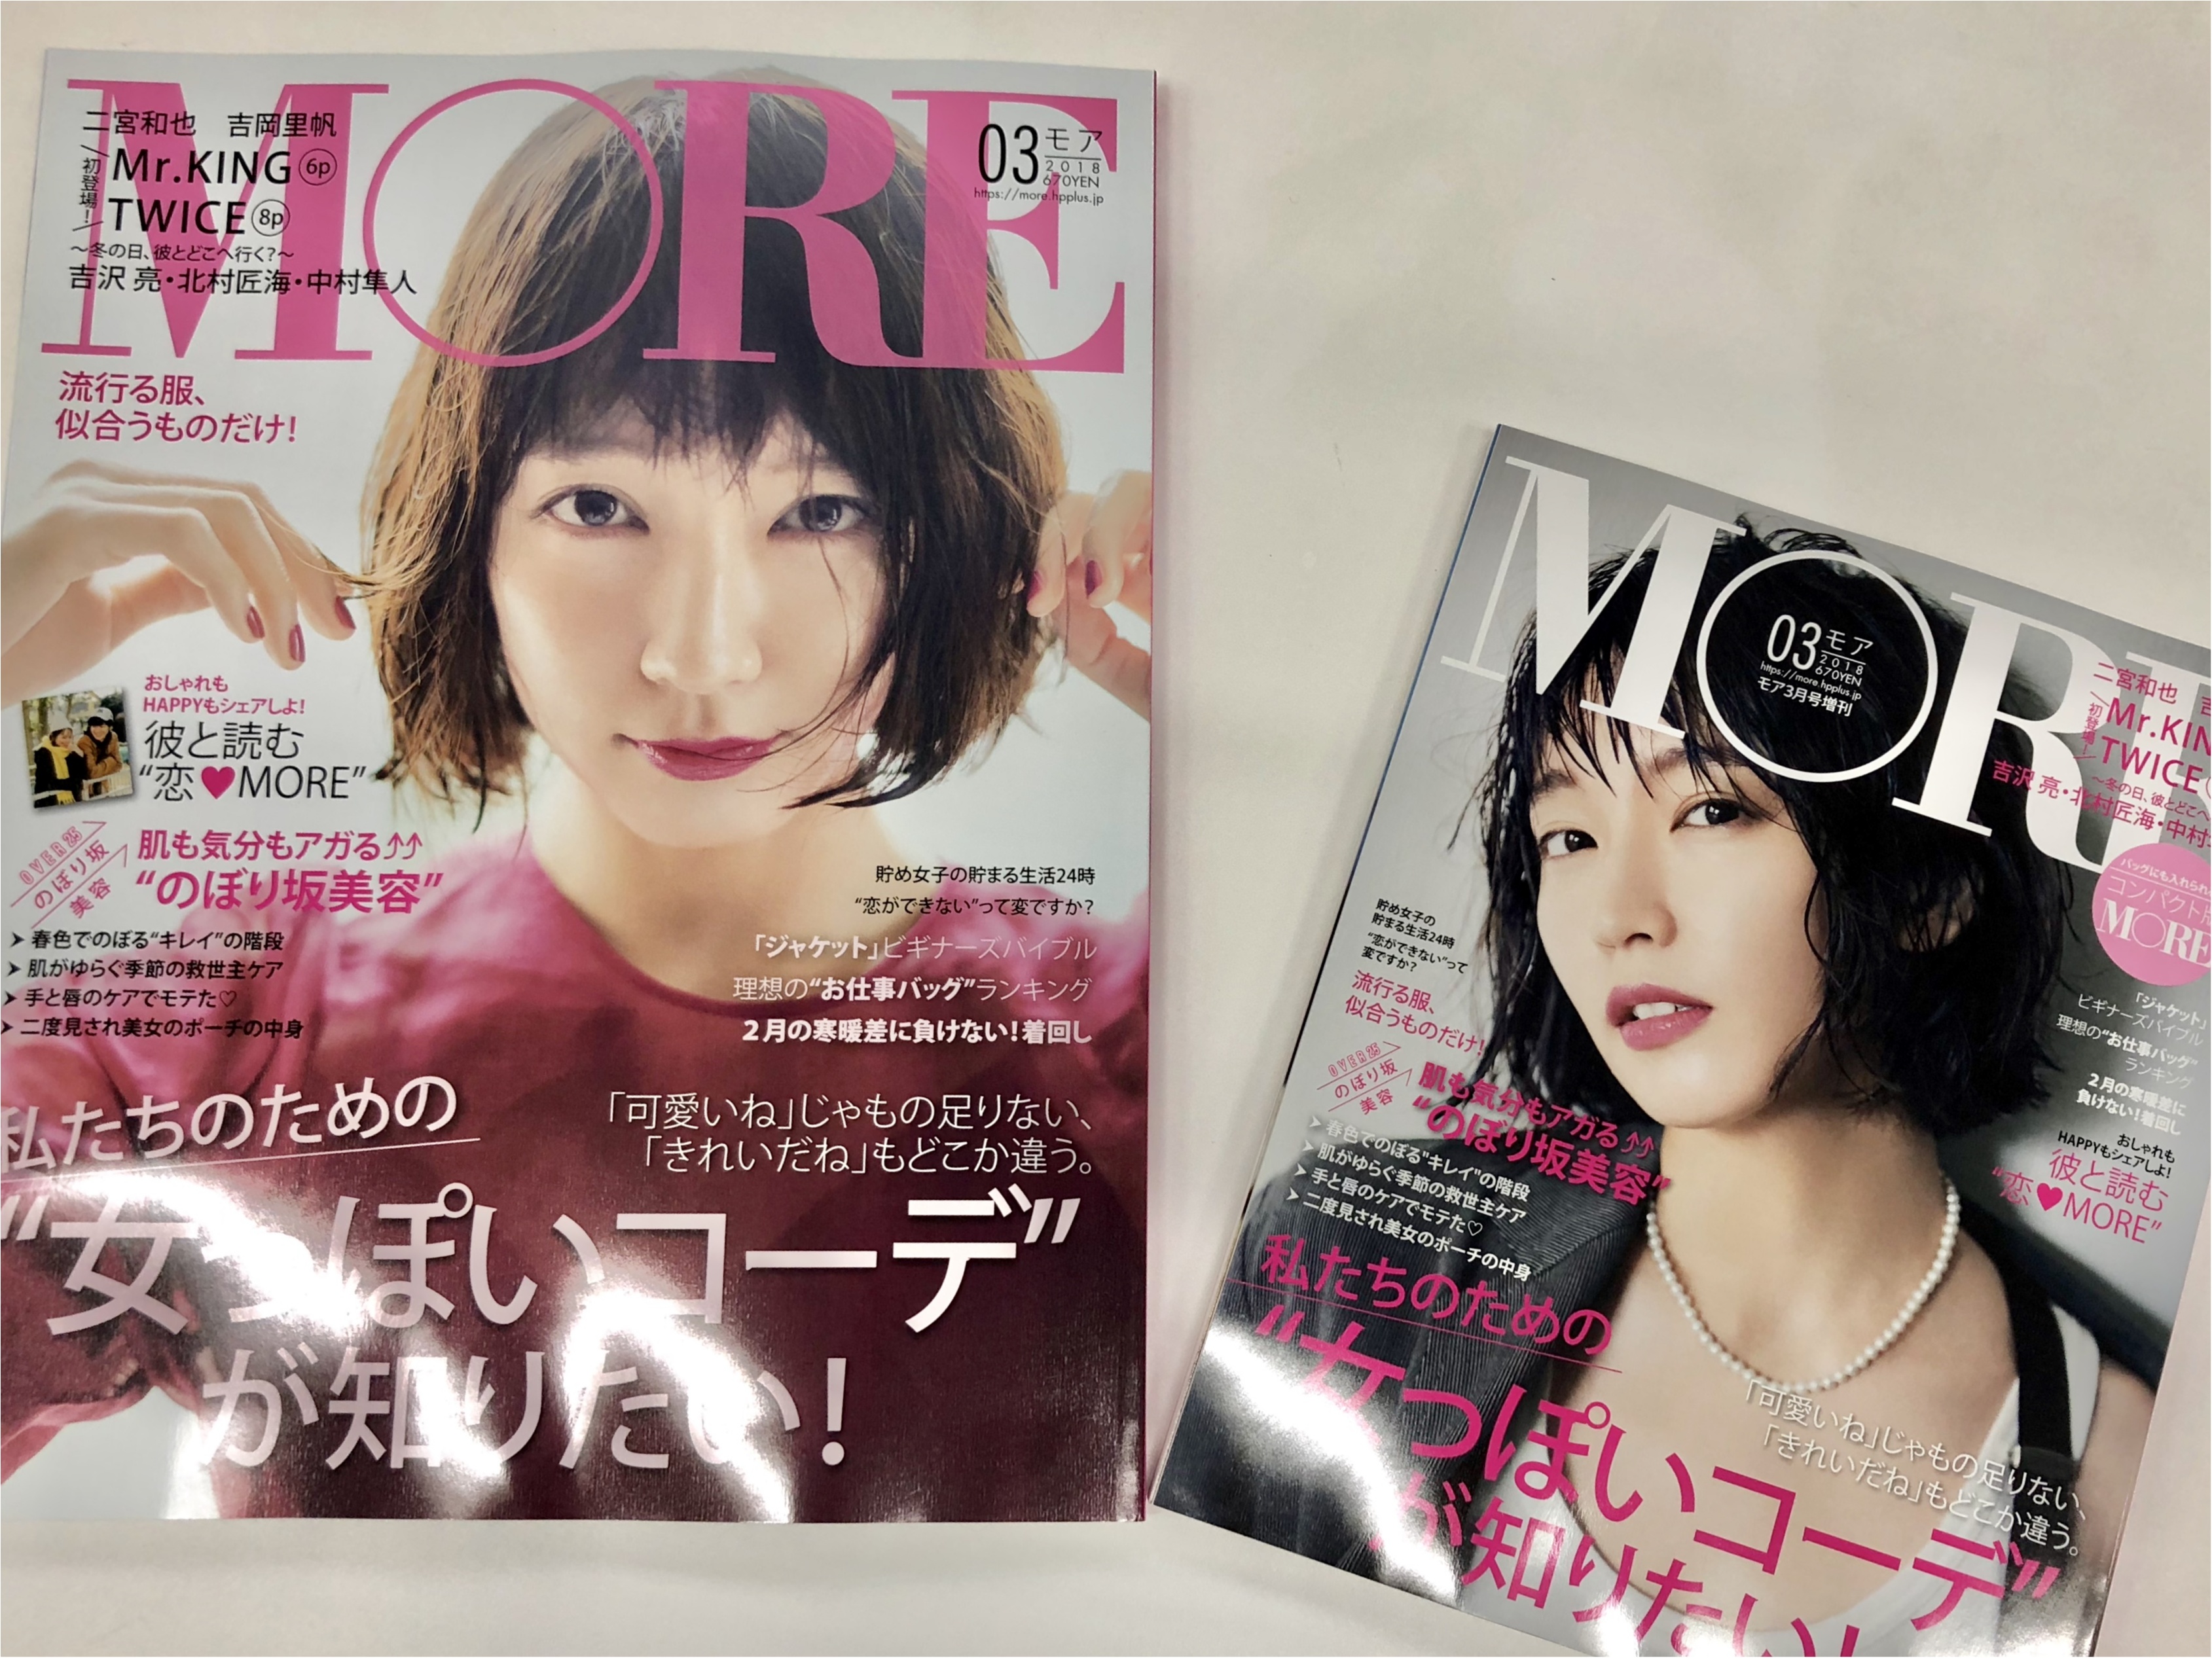 MORE
二宮和也 吉岡里帆
初登場!
Mr.KING 6p
TWICE 8p
〜冬の日、彼とどこへ行く?〜
吉沢 亮・北村匠海・中村隼人
03 モア
2018
670YEN
https://more.hpplus.jp
流行る服、
似合うものだけ!
おしゃれも
HAPPYもシェアしよ!
彼と読む
“恋♥MORE”
OVER25
のぼり坂
美容
肌も気分もアガる⤴⤴
“のぼり坂美容”
➤ 春色でのぼる“キレイ”の階段
➤ 肌がゆらぐ季節の救世主ケア
➤ 手と唇のケアでモテた♡
➤ 二度見され美女のポーチの中身
貯め女子の貯まる生活24時
“恋ができない”って変ですか?
「ジャケット」ビギナーズバイブル
理想の“お仕事バッグ”ランキング
2月の寒暖差に負けない!着回し
私たちのための
「可愛いね」じゃもの足りない、
「きれいだね」もどこか違う。
“女っぽいコーデ”
が知りたい!
MORE
03 モア
2018
670YEN
https://more.hpplus.jp
モア3月号増刊
二宮和也
初登場!
Mr.KIN
TWICE
〜冬の日、彼とどこへ
吉沢 亮・北村匠海・中村
バッグにも入れられ
コンパクト
MORE
貯め女子の
貯まる生活24時
“恋ができない”って
変ですか?
流行る服、
似合うものだけ!
OVER25
のぼり坂
美容
肌も気分もアガる⤴⤴
“のぼり坂美容”
➤ 春色でのぼる“キレイ”の階段
➤ 肌がゆらぐ季節の救世主ケア
➤ 手と唇のケアでモテた♡
➤ 二度見され美女のポーチの中身
「ジャケット」
ビギナーズバイブル
理想の“お仕事バッグ”
ランキング
2月の寒暖差に
負けない!着回し
おしゃれも
HAPPYもシェアしよ!
彼と読む
“恋♥MORE”
私たちのための
“女っぽいコーデ”
が知りたい!
「可愛いね」じゃもの足りない、
「きれいだね」もどこか違う。